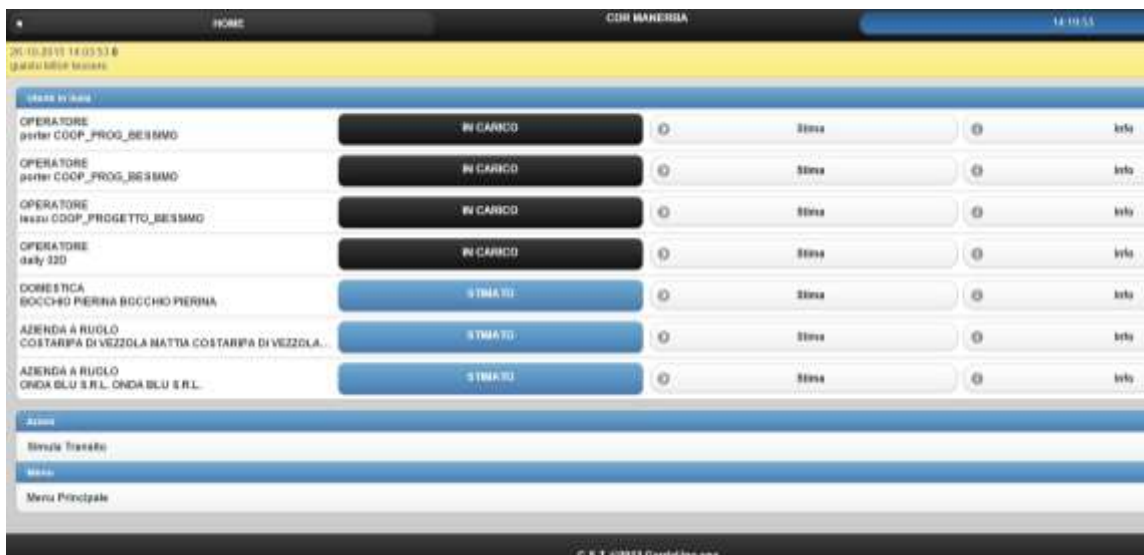 HOME
CDR MANERBA
14:19:53
OPERATORE
porter COOP_PROG_BESSIMO
IN CARICO
Stima
Info
OPERATORE
porter COOP_PROG_BESSIMO
IN CARICO
Stima
Info
OPERATORE
COOP_PROGETTO_BESSIMO
IN CARICO
Stima
Info
OPERATORE
daily
IN CARICO
Stima
Info
DOMESTICA
BOCCHIO PIERINA BOCCHIO PIERINA
STIMATO
Stima
Info
AZIENDA A RUOLO
COSTARIPA DI VEZZOLA MATTIA COSTARIPA DI VEZZOLA...
STIMATO
Stima
Info
AZIENDA A RUOLO
ONDA BLU S.R.L. ONDA BLU S.R.L.
STIMATO
Stima
Info
Azioni
Simula Transito
Menu
Menu Principale